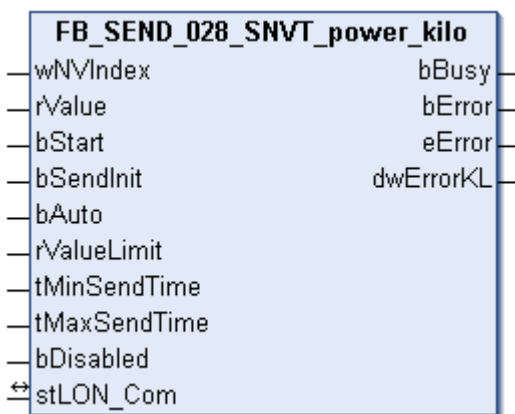 FB_SEND_028_SNVT_power_kilo
wNVIndex bBusy
rValue bError
bStart eError
bSendInit dwErrorKL
bAuto
rValueLimit
tMinSendTime
tMaxSendTime
bDisabled
stLON_Com